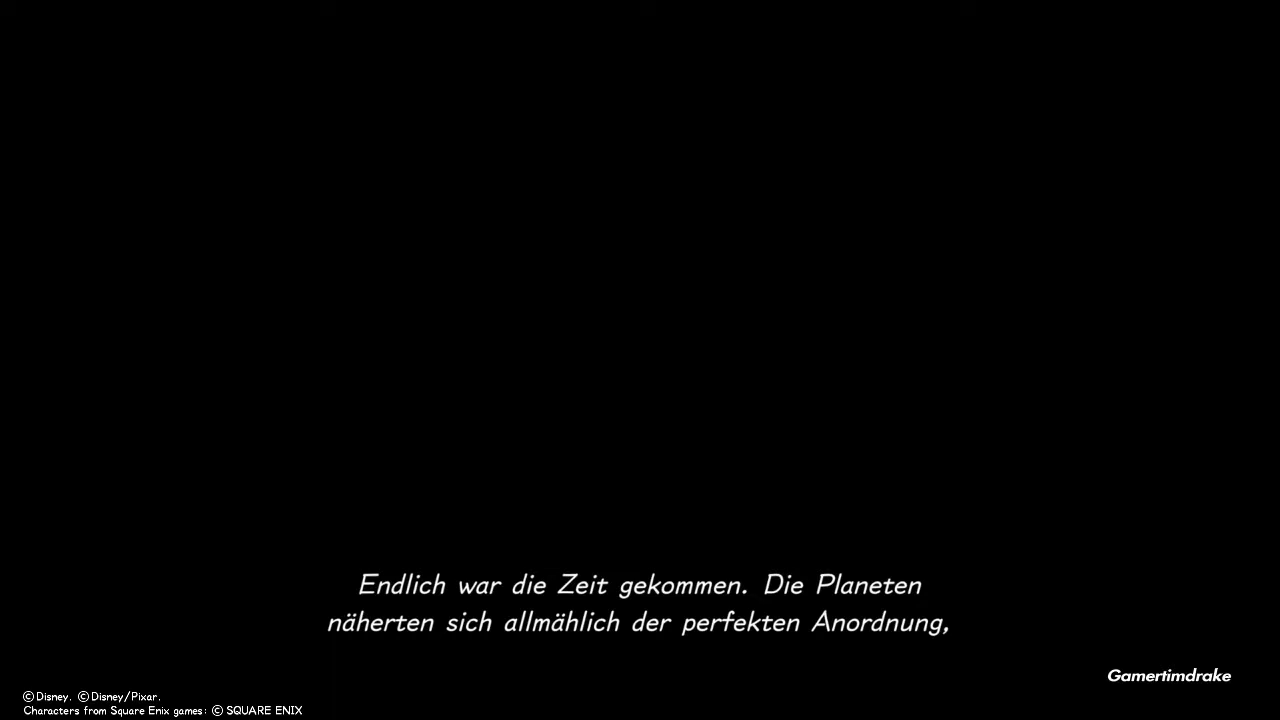 Endlich war die Zeit gekommen. Die Planeten
näherten sich allmählich der perfekten Anordnung,
Gamertimdrake
©Disney. ©Disney/Pixar.
Characters from Square Enix games: © SQUARE ENIX